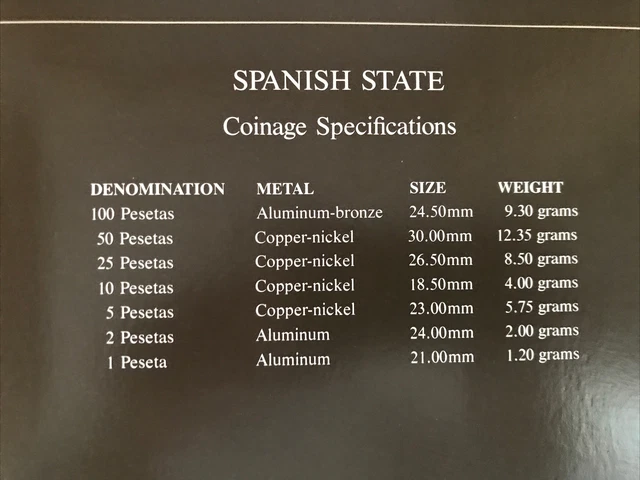 SPANISH STATE
Coinage Specifications
DENOMINATION METAL SIZE WEIGHT
100 Pesetas Aluminum-bronze 24.50mm 9.30 grams
50 Pesetas Copper-nickel 30.00mm 12.35 grams
25 Pesetas Copper-nickel 26.50mm 8.50 grams
10 Pesetas Copper-nickel 18.50mm 4.00 grams
5 Pesetas Copper-nickel 23.00mm 5.75 grams
2 Pesetas Aluminum 24.00mm 2.00 grams
1 Peseta Aluminum 21.00mm 1.20 grams